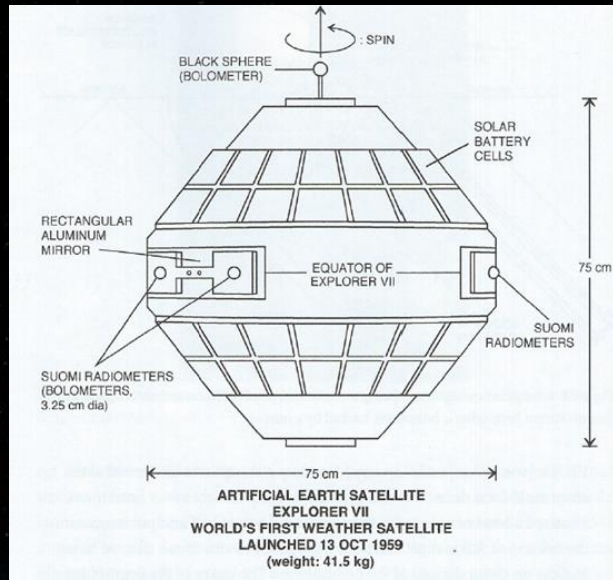 : SPIN
BLACK SPHERE
(BOLOMETER)
SOLAR
BATTERY
CELLS
RECTANGULAR
ALUMINUM
MIRROR
EQUATOR OF
EXPLORER VII
75 cm
SUOMI
RADIOMETERS
SUOMI RADIOMETERS
(BOLOMETERS,
3.25 cm dia)
75 cm
ARTIFICIAL EARTH SATELLITE
EXPLORER VII
WORLD'S FIRST WEATHER SATELLITE
LAUNCHED 13 OCT 1959
(weight: 41.5 kg)